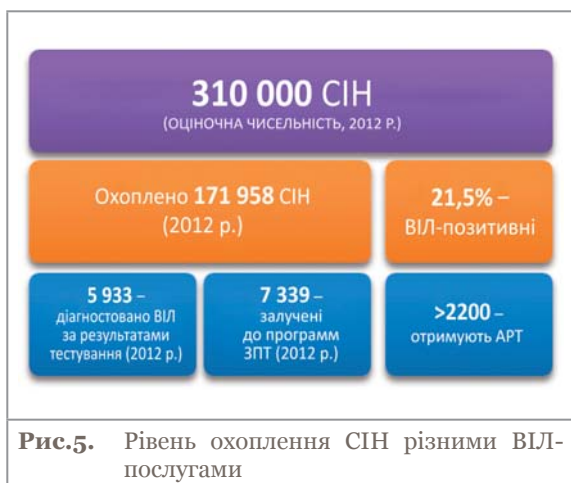 310 000 СІН
(ОЦІНОЧНА ЧИСЕЛЬНІСТЬ, 2012 Р.)
Охоплено 171 958 СІН
(2012 р.)
21,5% –
ВІЛ-позитивні
5 933 –
діагностовано ВІЛ
за результатами
тестування (2012 р.)
7 339 –
залучені
до программ
ЗПТ (2012 р.)
>2200 –
отримують АРТ
Рис.5. Рівень охоплення СІН різними ВІЛ-
послугами